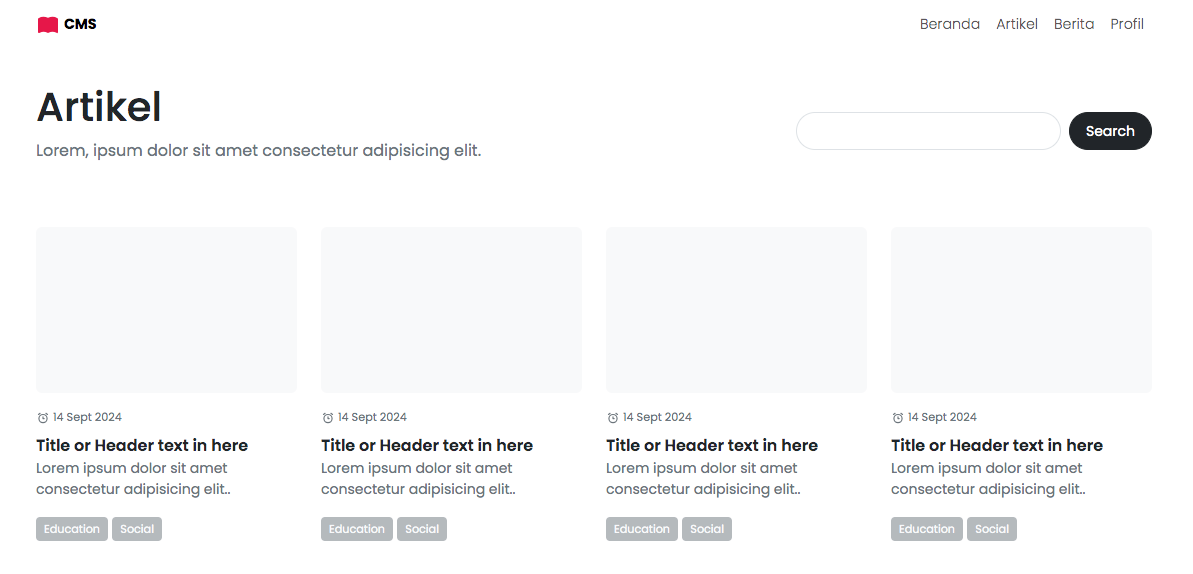 CMS
Beranda Artikel Berita Profil
Artikel
Lorem, ipsum dolor sit amet consectetur adipisicing elit.
Search
14 Sept 2024
Title or Header text in here
Lorem ipsum dolor sit amet
consectetur adipisicing elit..
Education Social
14 Sept 2024
Title or Header text in here
Lorem ipsum dolor sit amet
consectetur adipisicing elit..
Education Social
14 Sept 2024
Title or Header text in here
Lorem ipsum dolor sit amet
consectetur adipisicing elit..
Education Social
14 Sept 2024
Title or Header text in here
Lorem ipsum dolor sit amet
consectetur adipisicing elit..
Education Social